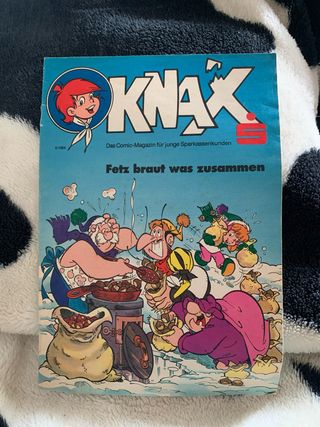 KNAX
Das Comic-Magazin für junge Sparkassenkunden
Fetz braut was zusammen